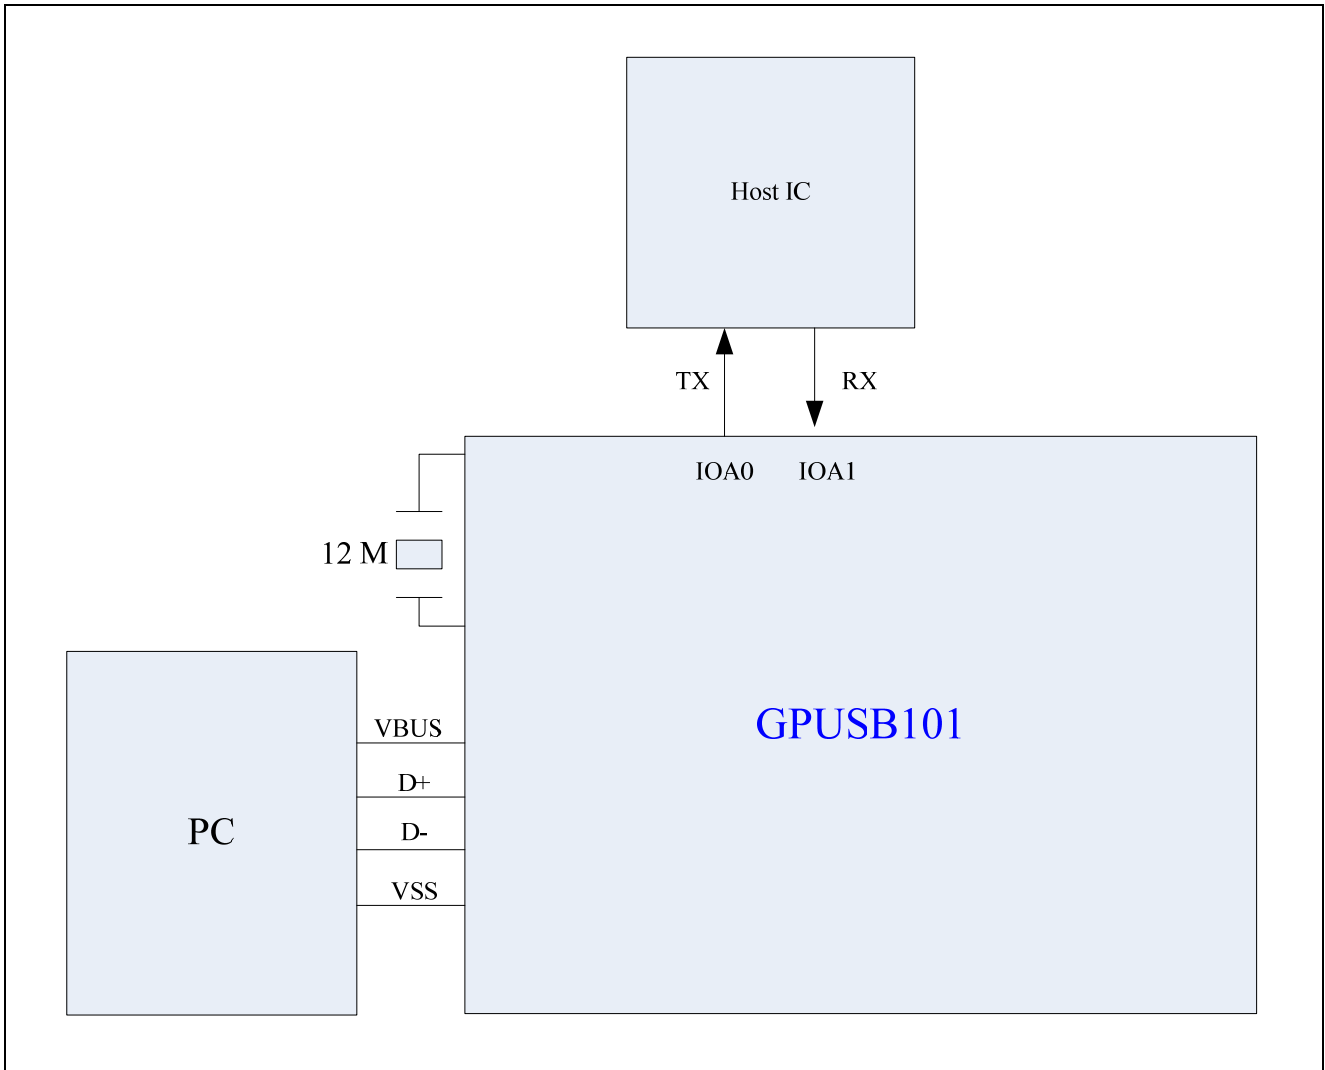 Host IC
TX
RX
IOA0
IOA1
12 M
GPUSB101
VBUS
D+
D-
VSS
PC